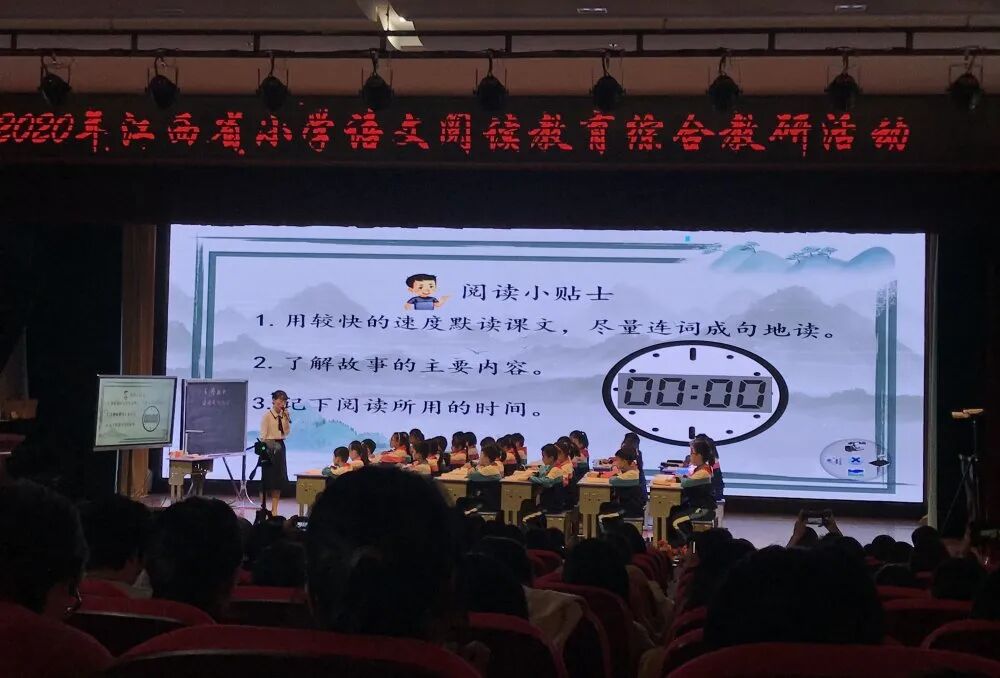 2020年江西省小学语文阅读教育综合教研活动
阅读小贴士
1. 用较快的速度默读课文，尽量连词成句地读。
2. 了解故事的主要内容。
3. 记下阅读所用的时间。
00:00